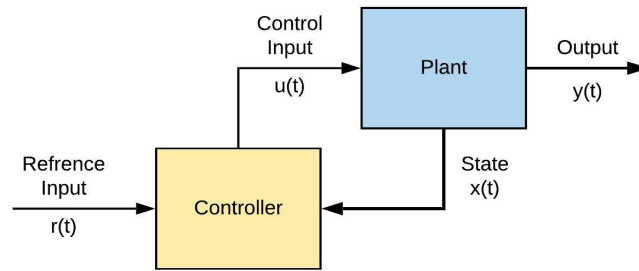 Control
Input
u(t)
Plant
Output
y(t)
Refrence
Input
r(t)
Controller
State
x(t)